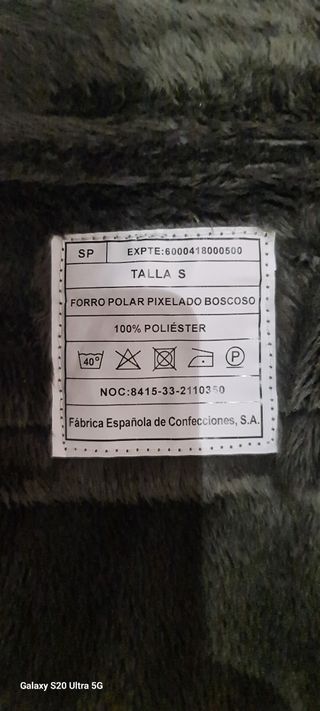 SP EXPTE:6000418000500
TALLA S
FORRO POLAR PIXELADO BOSCOSO
100% POLIÉSTER
40° P
NOC:8415-33-2110350
Fábrica Española de Confecciones, S.A.
Galaxy S20 Ultra 5G